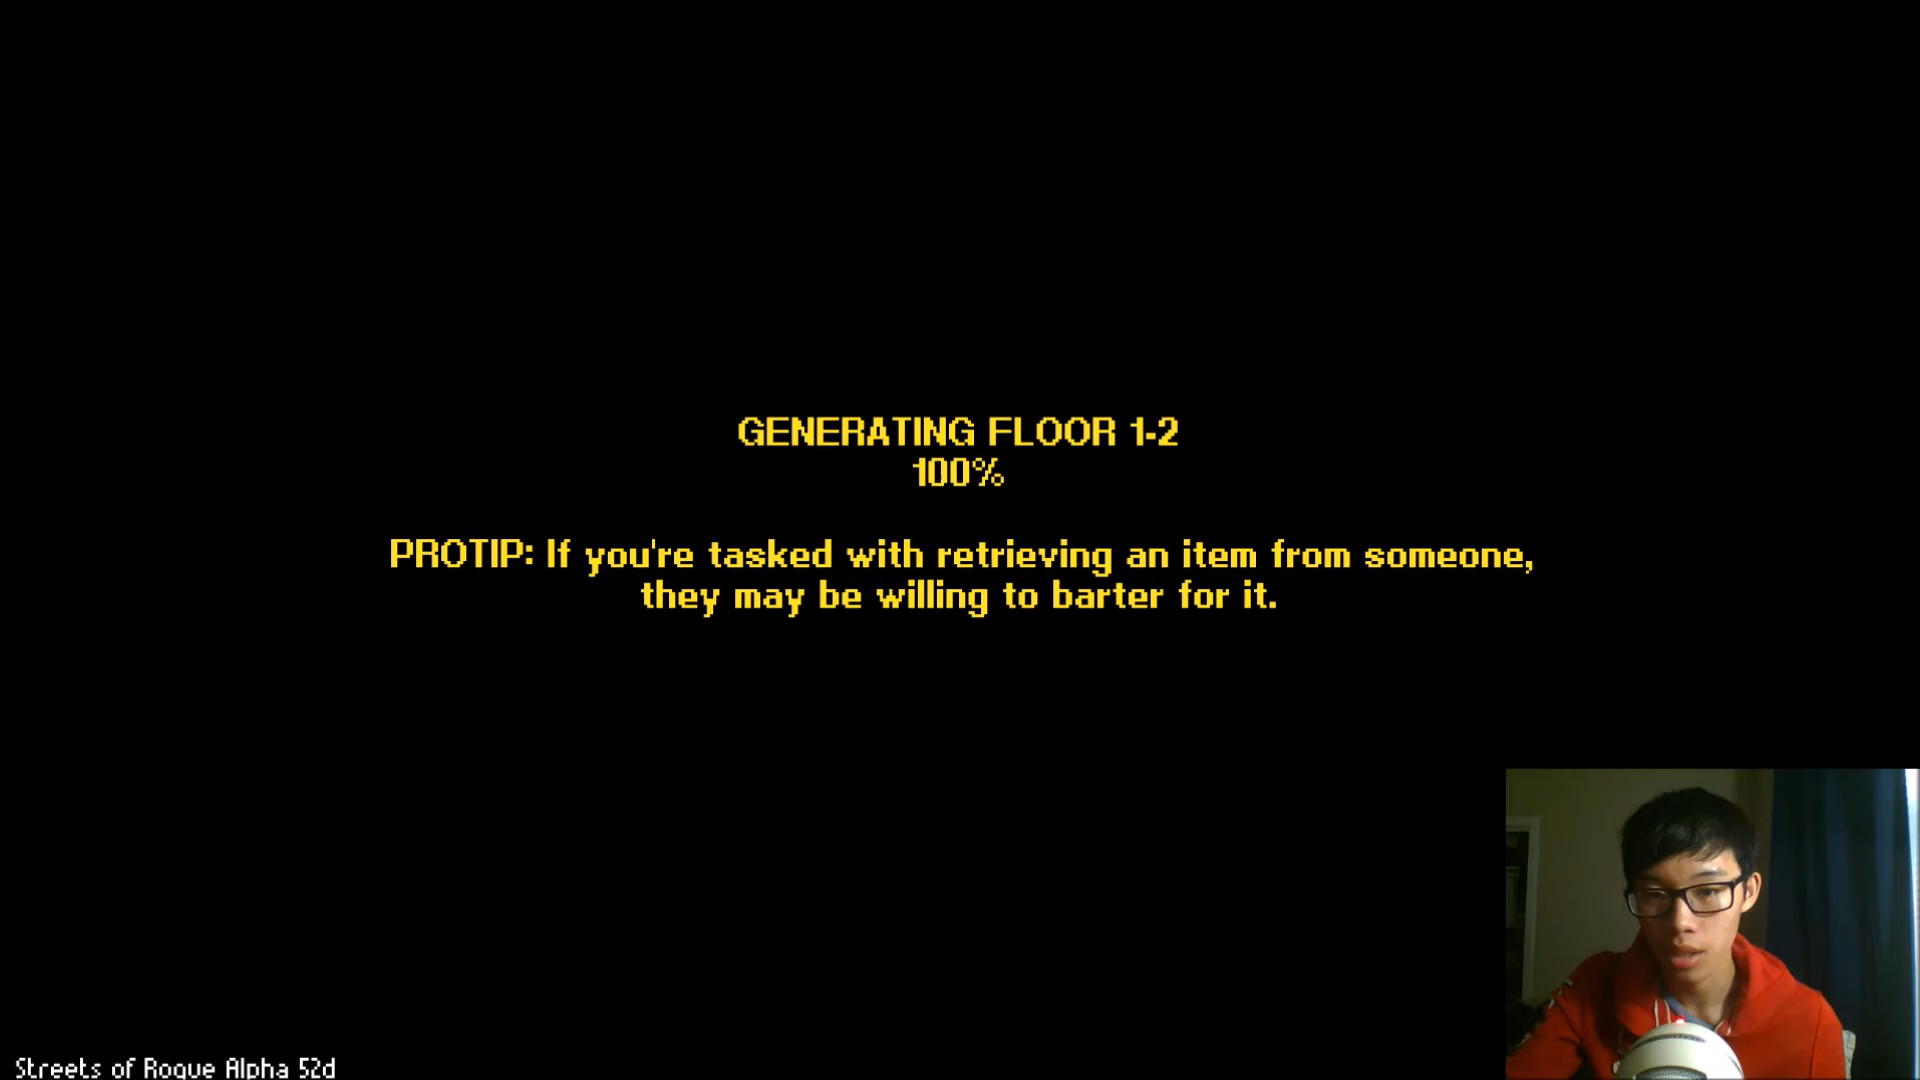 GENERATING FLOOR 1-2
100%
PROTIP: If you're tasked with retrieving an item from someone,
they may be willing to barter for it.
Streets of Rogue Alpha 52d